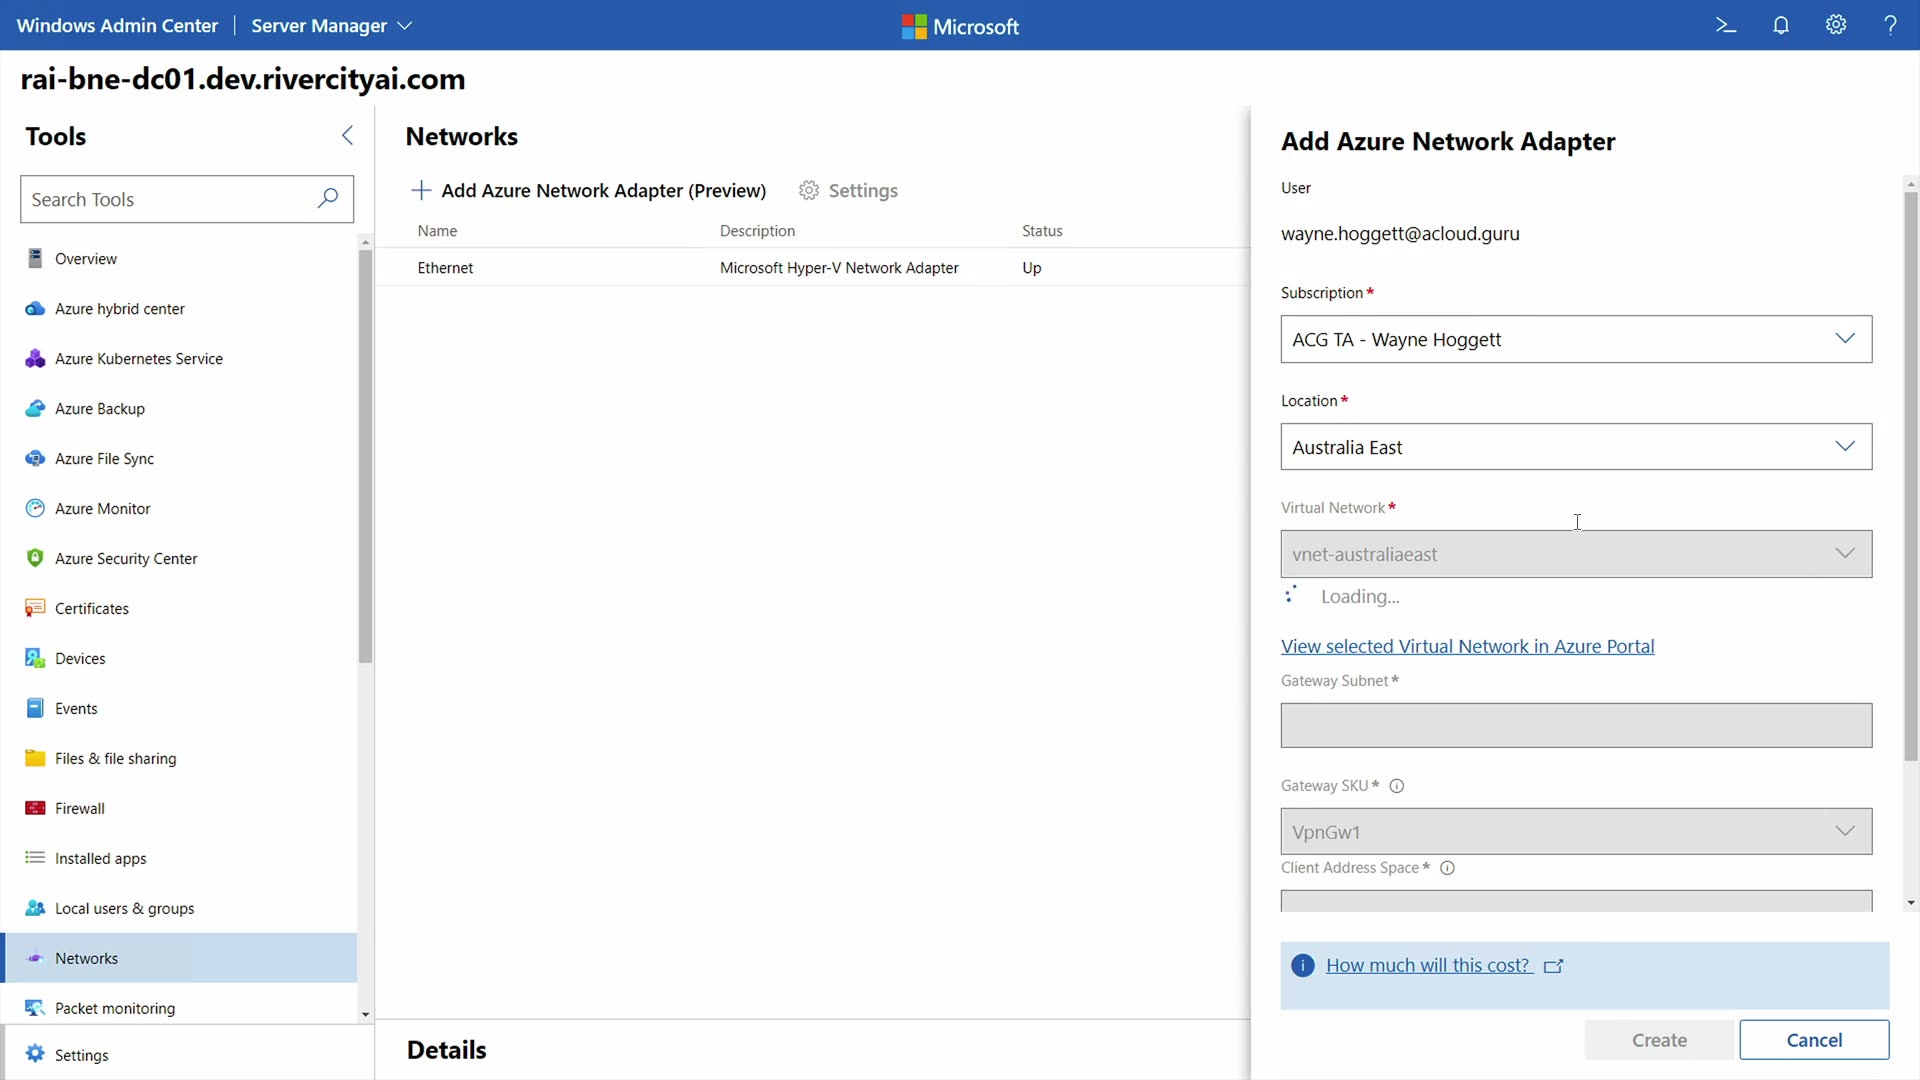 Windows Admin Center
Server Manager
Microsoft
rai-bne-dc01.dev.rivercityai.com
Tools
Search Tools
Overview
Azure hybrid center
Azure Kubernetes Service
Azure Backup
Azure File Sync
Azure Monitor
Azure Security Center
Certificates
Devices
Events
Files & file sharing
Firewall
Installed apps
Local users & groups
Networks
Packet monitoring
Settings
Networks
Add Azure Network Adapter (Preview)
Settings
Name Description Status
Ethernet Microsoft Hyper-V Network Adapter Up
Details
Add Azure Network Adapter
User
wayne.hoggett@acloud.guru
Subscription *
ACG TA - Wayne Hoggett
Location *
Australia East
Virtual Network *
vnet-australiaeast
Loading...
View selected Virtual Network in Azure Portal
Gateway Subnet *
Gateway SKU *
VpnGw1
Client Address Space *
How much will this cost?
Create
Cancel